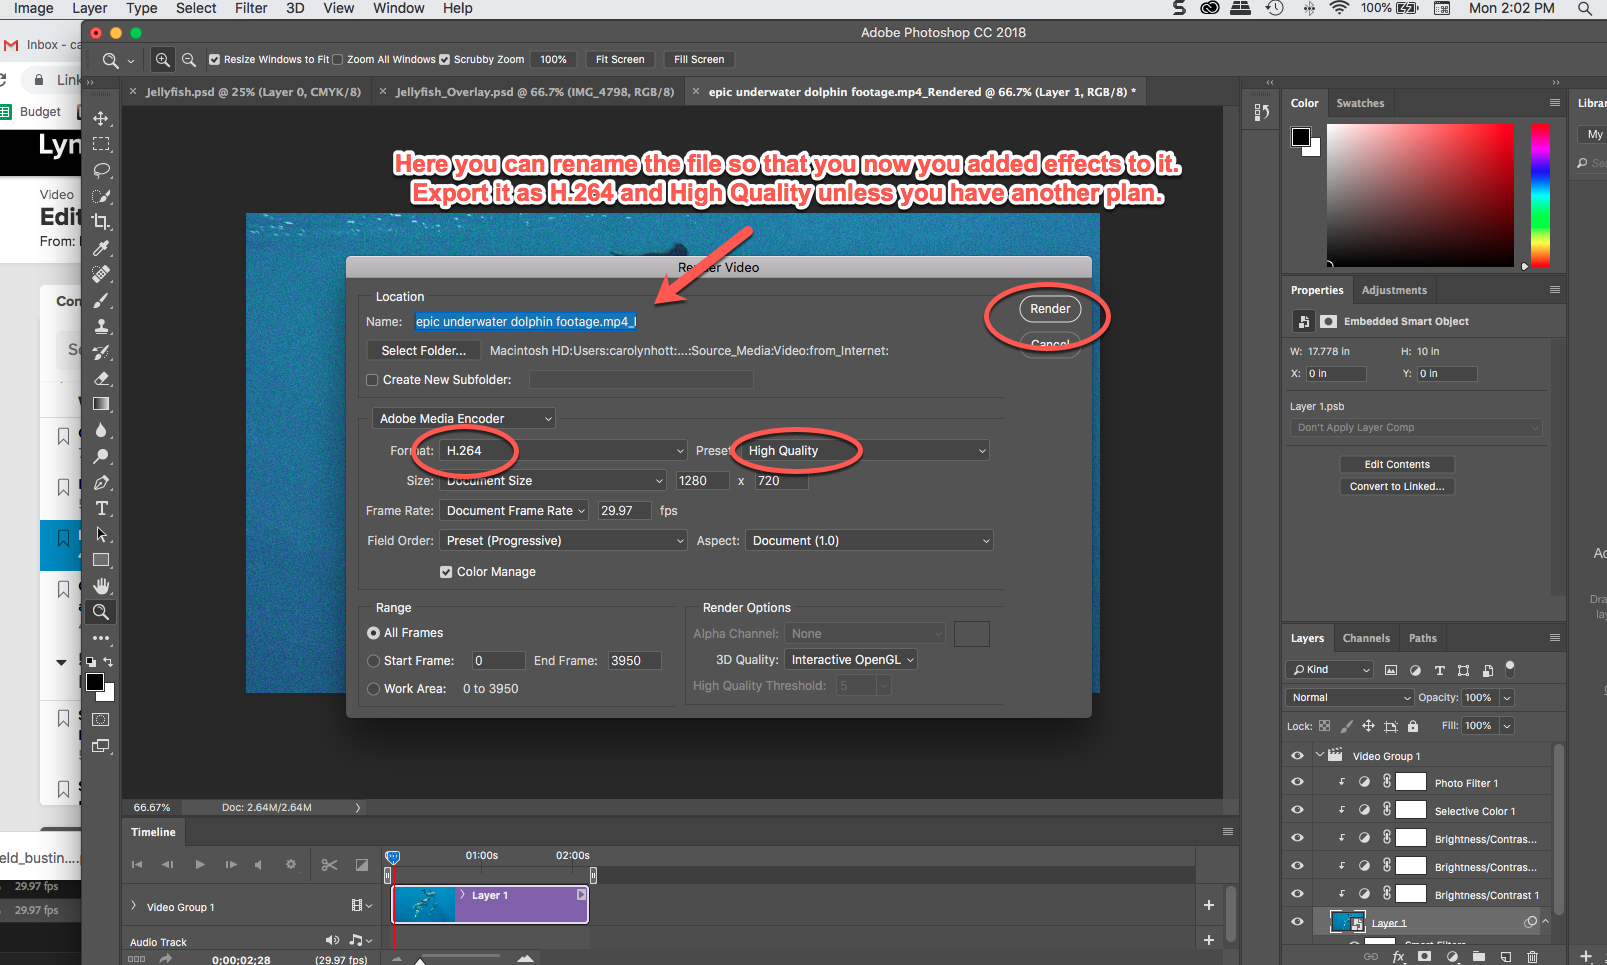 Image Layer Type Select Filter 3D View Window Help
100% Mon 2:02 PM
Adobe Photoshop CC 2018
Inbox - ca
Resize Windows to Fit Zoom All Windows Scrubby Zoom 100% Fit Screen Fill Screen
Link
Jellyfish.psd @ 25% (Layer 0, CMYK/8) Jellyfish_Overlay.psd @ 66.7% (IMG_4798, RGB/8) epic underwater dolphin footage.mp4_Rendered @ 66.7% (Layer 1, RGB/8) *
Budget
Lyn
Video
Edit
From:
Con
Here you can rename the file so that you now you added effects to it.
Export it as H.264 and High Quality unless you have another plan.
Render Video
Location
Name: epic underwater dolphin footage.mp4_
Render
Select Folder... Macintosh HD:Users:carolynhott:...:Source_Media:Video:from_Internet:
Cancel
Create New Subfolder:
Adobe Media Encoder
Format: H.264 Preset: High Quality
Size: Document Size 1280 x 720
Frame Rate: Document Frame Rate 29.97 fps
Field Order: Preset (Progressive) Aspect: Document (1.0)
Color Manage
Range
All Frames
Start Frame: 0 End Frame: 3950
Work Area: 0 to 3950
Render Options
Alpha Channel: None
3D Quality: Interactive OpenGL
High Quality Threshold: 5
Color Swatches
Librar
My
Properties Adjustments
Embedded Smart Object
W: 17.778 in H: 10 in
X: 0 in Y: 0 in
Layer 1.psb
Don't Apply Layer Comp
Edit Contents
Convert to Linked...
Layers Channels Paths
Kind
Normal Opacity: 100%
Lock: Fill: 100%
Video Group 1
Photo Filter 1
Selective Color 1
Brightness/Contras...
Brightness/Contras...
Brightness/Contrast 1
Layer 1
Smart Filters
66.67% Doc: 2.64M/2.64M
Timeline
01:00s 02:00s
Layer 1
Video Group 1
Audio Track
0;00;02;28 (29.97 fps)
eld_busting....
29.97 fps
29.97 fps